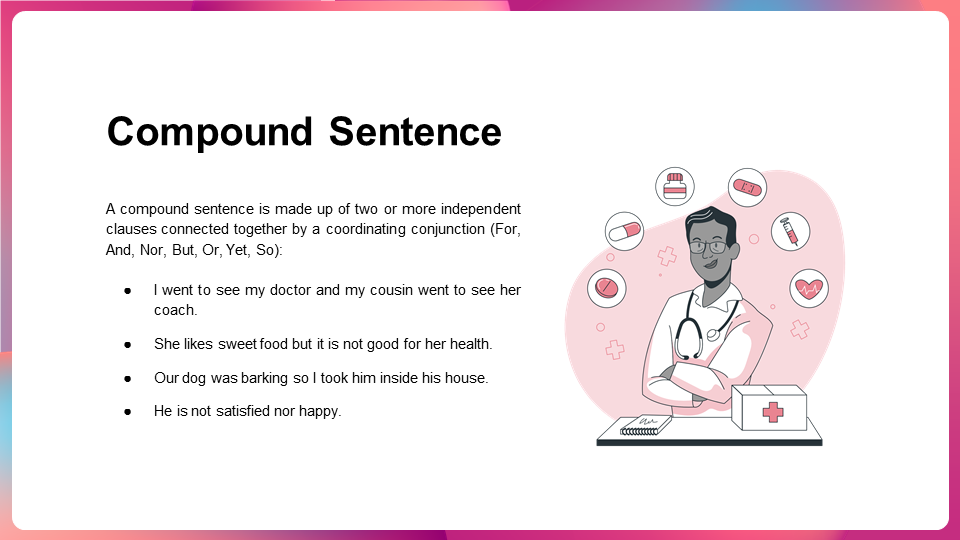 Compound Sentence
A compound sentence is made up of two or more independent
clauses connected together by a coordinating conjunction (For,
And, Nor, But, Or, Yet, So):
● I went to see my doctor and my cousin went to see her
coach.
● She likes sweet food but it is not good for her health.
● Our dog was barking so I took him inside his house.
● He is not satisfied nor happy.